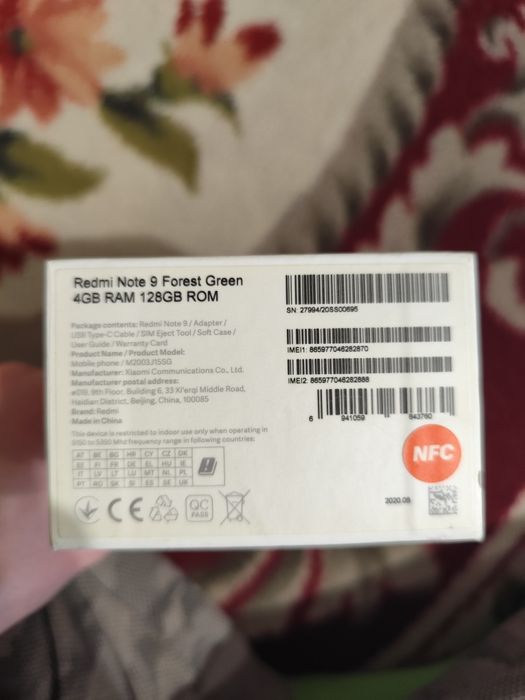 Redmi Note 9 Forest Green
4GB RAM 128GB ROM
Package contents: Redmi Note 9 / Adapter /
USB Type-C Cable / SIM Eject Tool / Soft Case /
User Guide / Warranty Card
Product Name / Product Model:
Mobile phone / M2003J15SG
Manufacturer: Xiaomi Communications Co., Ltd.
Manufacturer postal address:
#019, 9th Floor, Building 6, 33 Xi'erqi Middle Road,
Haidian District, Beijing, China, 100085
Brand: Redmi
Made in China
This device is restricted to indoor use only when operating in
5150 to 5350 Mhz frequency range in following countries:
AT BE BG HR CY CZ DK
EE FI FR DE EL HU IE
IT LV LT LU MT NL PL
PT RO SK SI ES SE UK
CE
QC
PASS
SN: 27994/20SS00695
IMEI1: 865977046282870
IMEI2: 865977046282888
6 941059 643760
NFC
2020.08